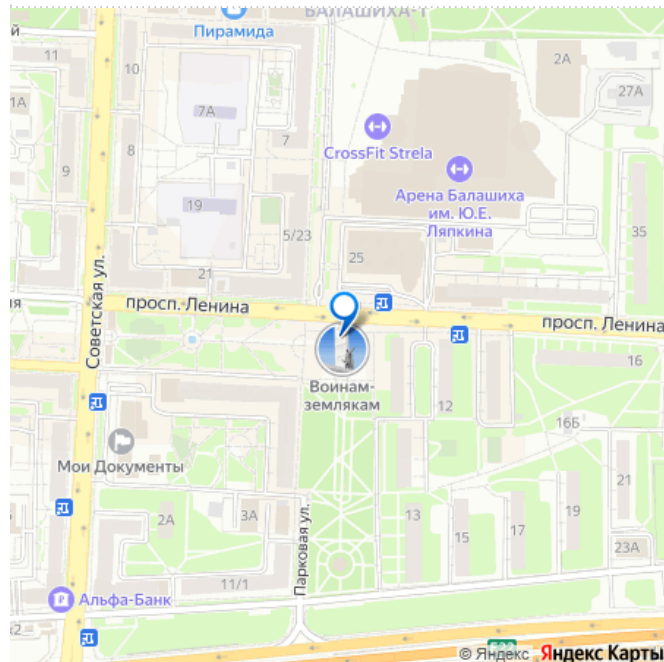 БАЛАШИХА-1
Пирамида
й
11
10
2А
27А
1А
7А
CrossFit Strela
8
7
9
Арена Балашиха
им. Ю.Е.
Ляпкина
19
5/23
35
25
21
Советская ул.
просп. Ленина
просп. Ленина
я
Воинам-
землякам
16
12
16Б
Мои Документы
21
2А
3А
13
15
17
19
Парковая ул.
23А
11/1
Альфа-Банк
к2
© Яндекс Яндекс Карты